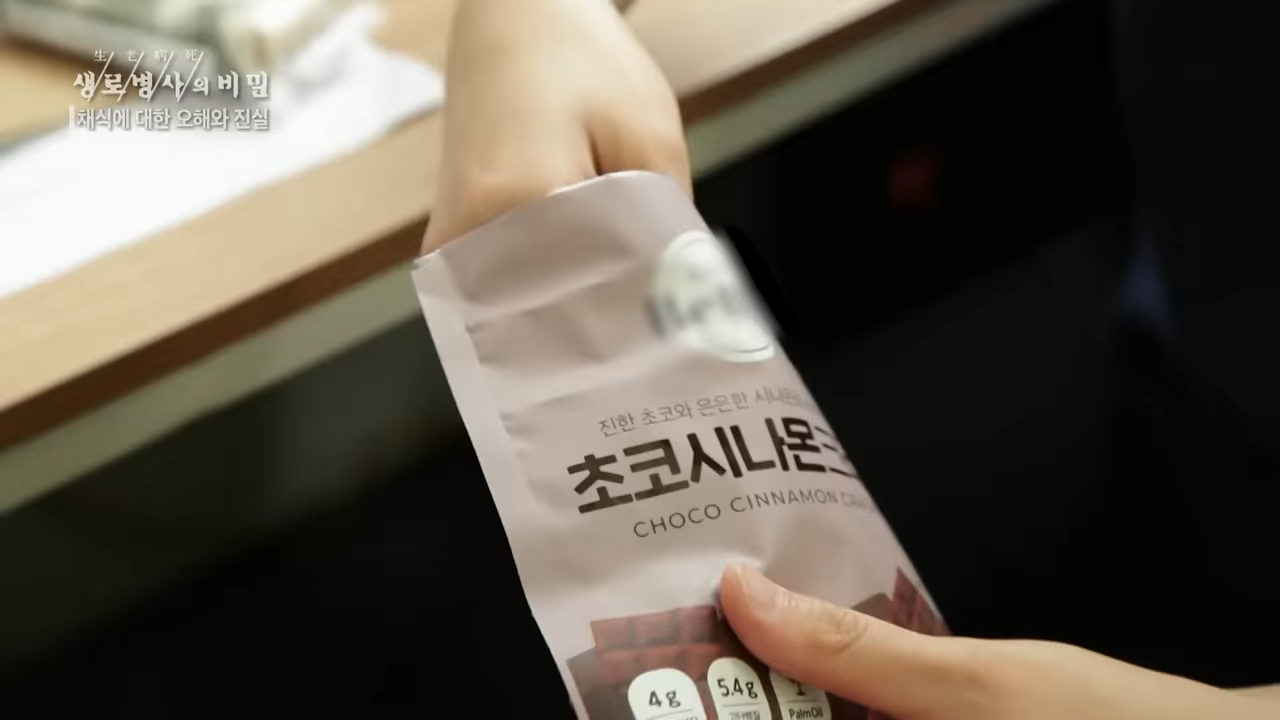 生老病死
생로병사의 비밀
채식에 대한 오해와 진실
진한 초코와 은은한
초코시나몬
CHOCO CINNAMON
4g
5.4g
Palm Oil